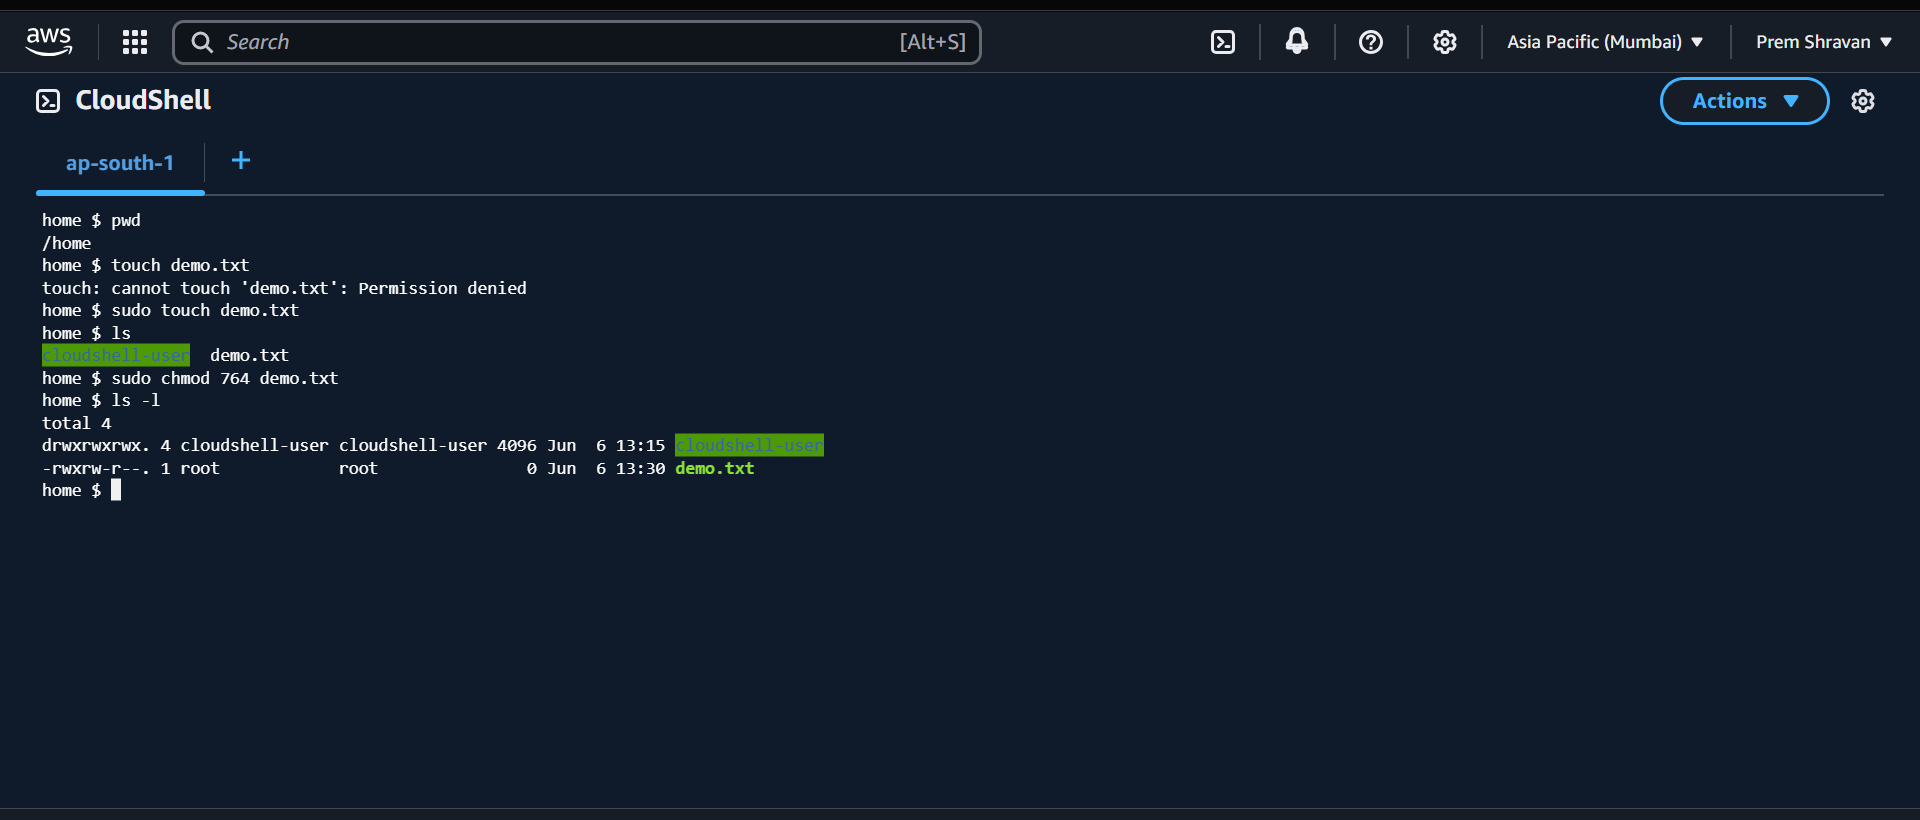 aws
Search [Alt+S]
Asia Pacific (Mumbai) ▼
Prem Shravan ▼
CloudShell
Actions ▼
ap-south-1 +
home $ pwd
/home
home $ touch demo.txt
touch: cannot touch 'demo.txt': Permission denied
home $ sudo touch demo.txt
home $ ls
cloudshell-user demo.txt
home $ sudo chmod 764 demo.txt
home $ ls -l
total 4
drwxrwxrwx. 4 cloudshell-user cloudshell-user 4096 Jun 6 13:15 cloudshell-user
-rwxrw-r--. 1 root root 0 Jun 6 13:30 demo.txt
home $